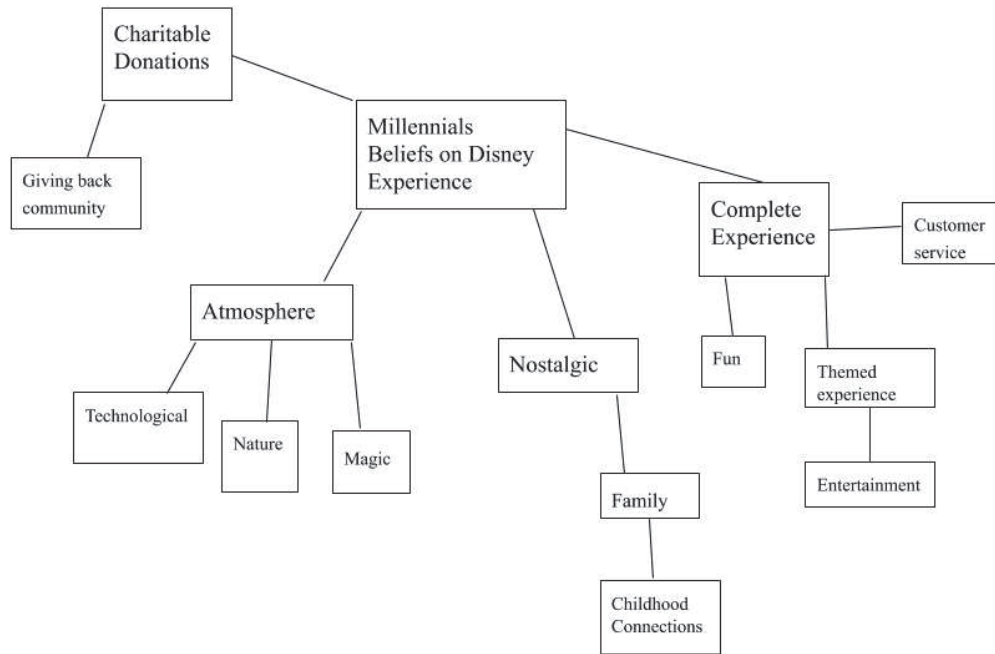 Charitable
Donations
Millennials
Beliefs on Disney
Experience
Giving back
community
Complete
Experience
Customer
service
Atmosphere
Nostalgic
Fun
Themed
experience
Technological
Nature
Magic
Entertainment
Family
Childhood
Connections